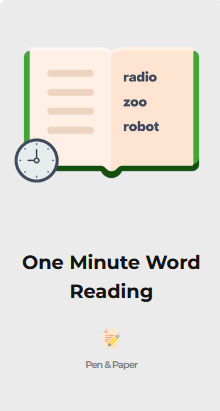 radio
zoo
robot
One Minute Word
Reading
Pen & Paper